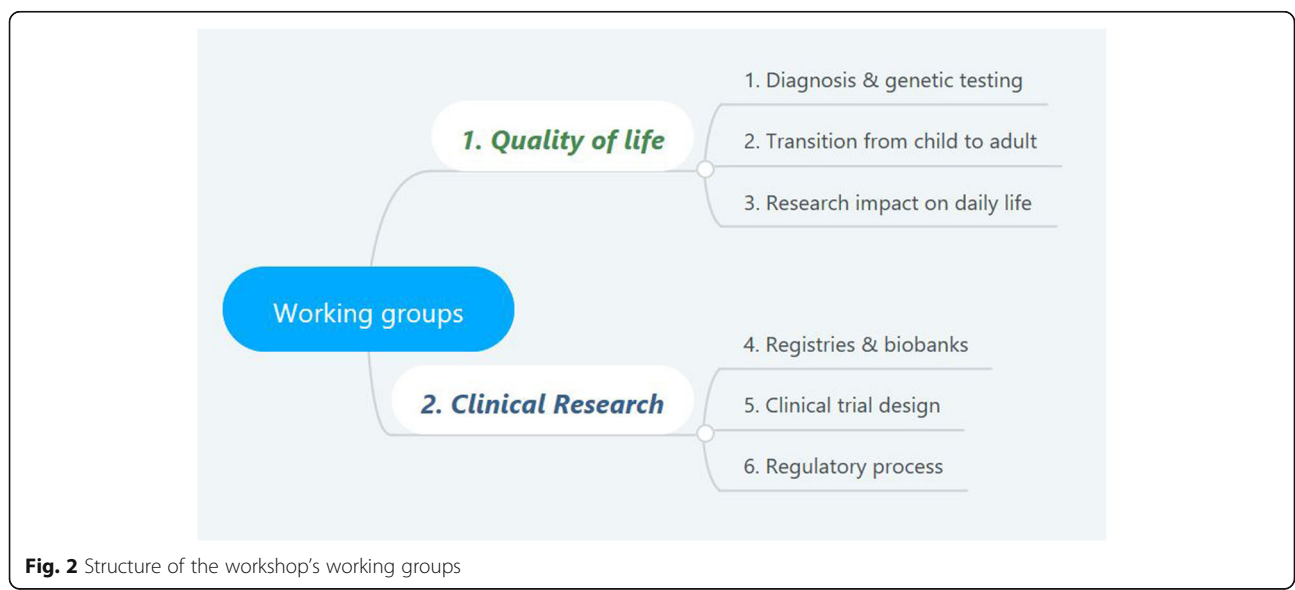 Working groups
1. Quality of life
1. Diagnosis & genetic testing
2. Transition from child to adult
3. Research impact on daily life
2. Clinical Research
4. Registries & biobanks
5. Clinical trial design
6. Regulatory process
Fig. 2 Structure of the workshop's working groups